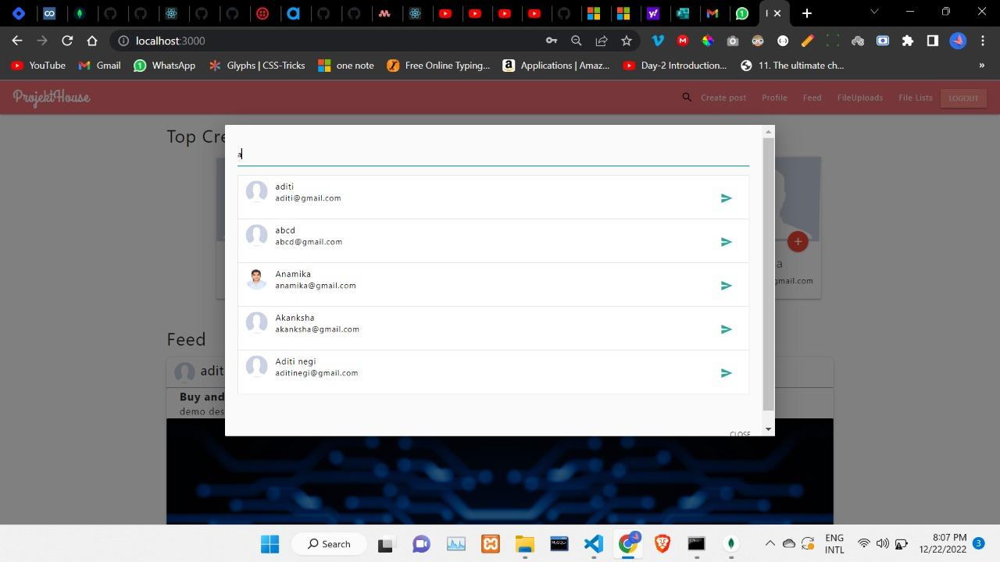 localhost:3000
YouTube
Gmail
WhatsApp
Glyphs | CSS-Tricks
one note
Free Online Typing...
Applications | Amaz...
Day-2 Introduction...
11. The ultimate ch...
»
ProjektHouse
Create post
Profile
Feed
FileUploads
File Lists
LOGOUT
Top Cre
a
aditi
aditi@gmail.com
abcd
abcd@gmail.com
Anamika
anamika@gmail.com
Akanksha
akanksha@gmail.com
Aditi negi
aditinegi@gmail.com
CLOSE
a
gmail.com
Feed
adit
Buy and
demo des
Search
ENG
INTL
8:07 PM
12/22/2022
3